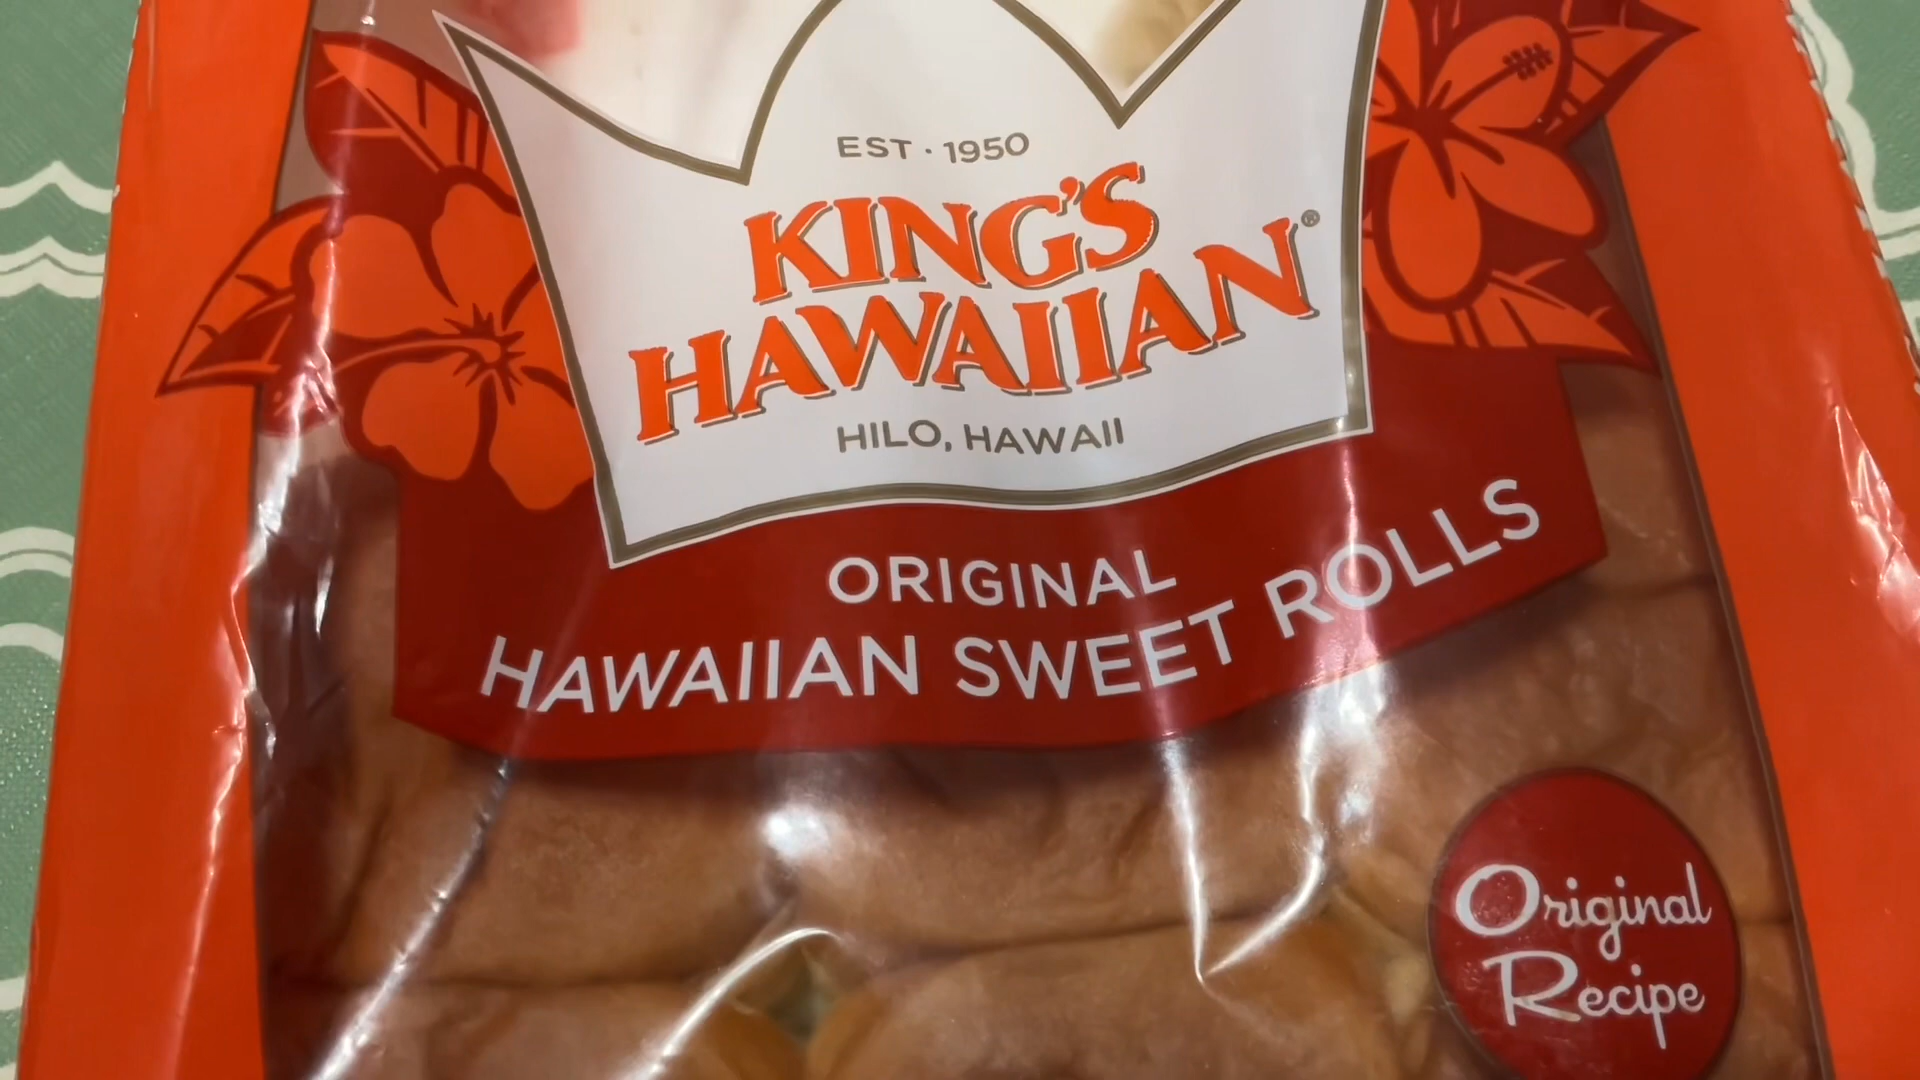 EST · 1950
KING'S
HAWAIIAN®
HILO, HAWAII
ORIGINAL
HAWAIIAN SWEET ROLLS
Original
Recipe